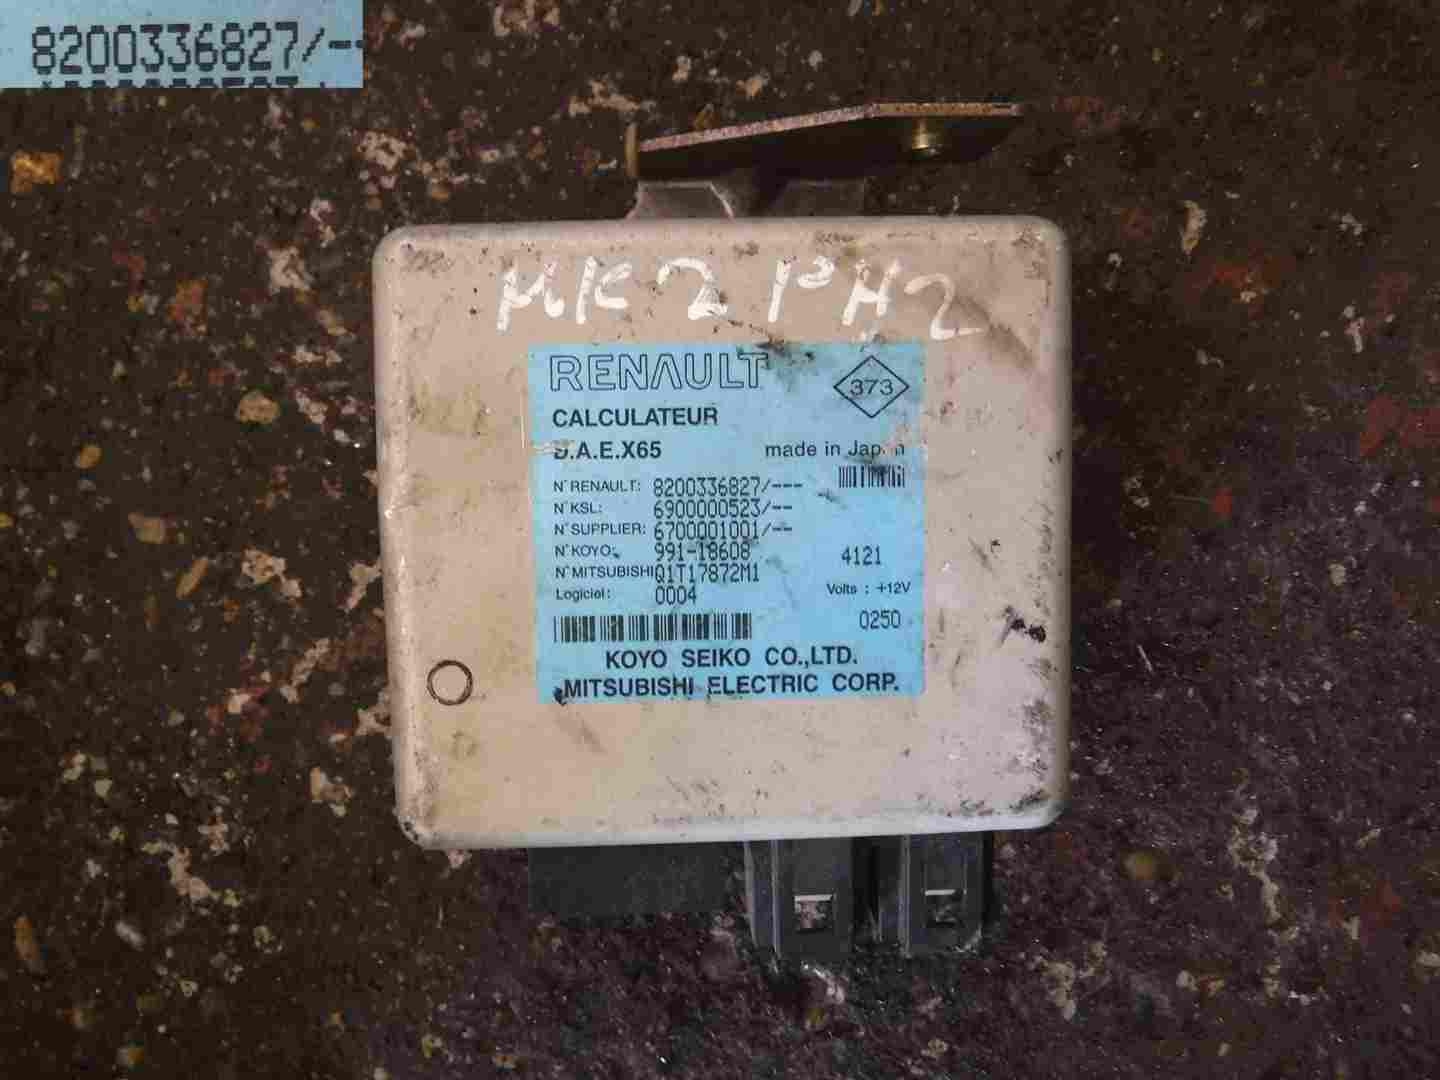 8200336827/--
MK2 PH2
RENAULT
373
CALCULATEUR
D.A.E.X65
made in Japan
N° RENAULT: 8200336827/---
N° KSL: 6900000523/--
N° SUPPLIER: 6700001001/--
N° KOYO: 991-18608
4121
N° MITSUBISHI Q1T17872M1
Logiciel: 0004
Volts : +12V
0250
KOYO SEIKO CO.,LTD.
MITSUBISHI ELECTRIC CORP.